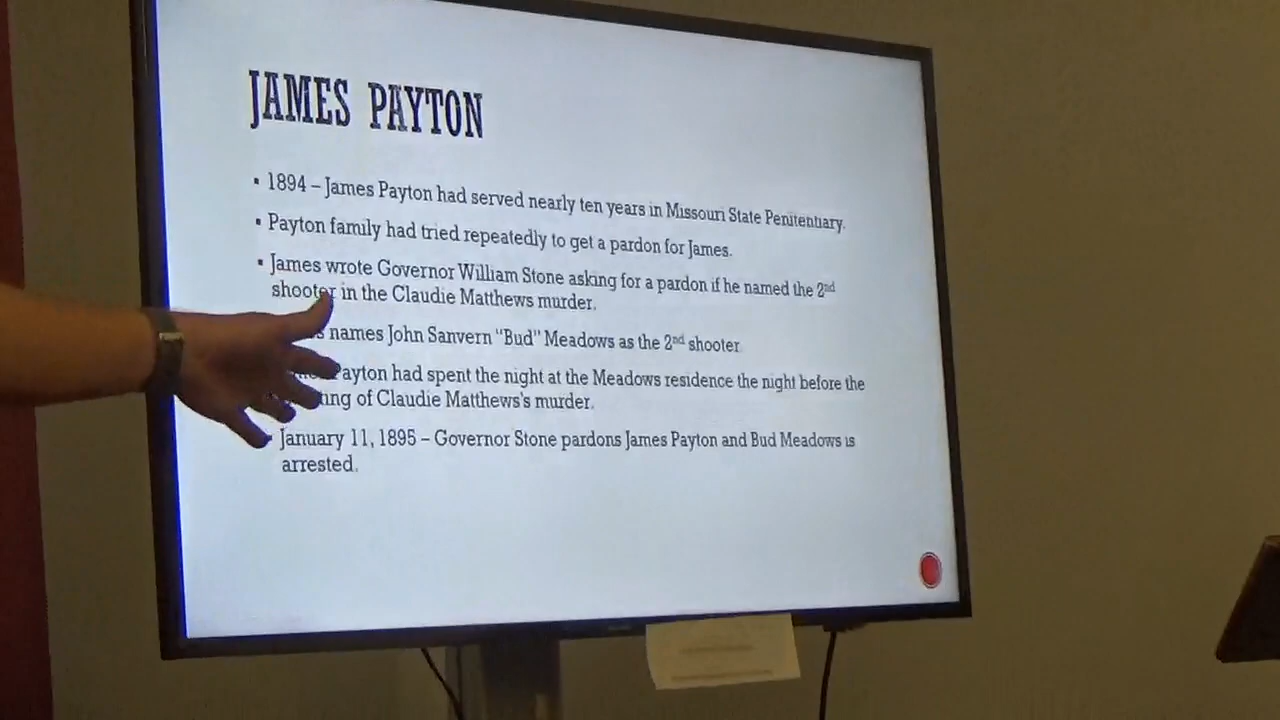 JAMES PAYTON
▪ 1894 – James Payton had served nearly ten years in Missouri State Penitentiary.
▪ Payton family had tried repeatedly to get a pardon for James.
▪ James wrote Governor William Stone asking for a pardon if he named the 2nd
shooter in the Claudie Matthews murder.
names John Sanvern "Bud" Meadows as the 2nd shooter.
Payton had spent the night at the Meadows residence the night before the
of Claudie Matthews's murder.
January 11, 1895 – Governor Stone pardons James Payton and Bud Meadows is
arrested.